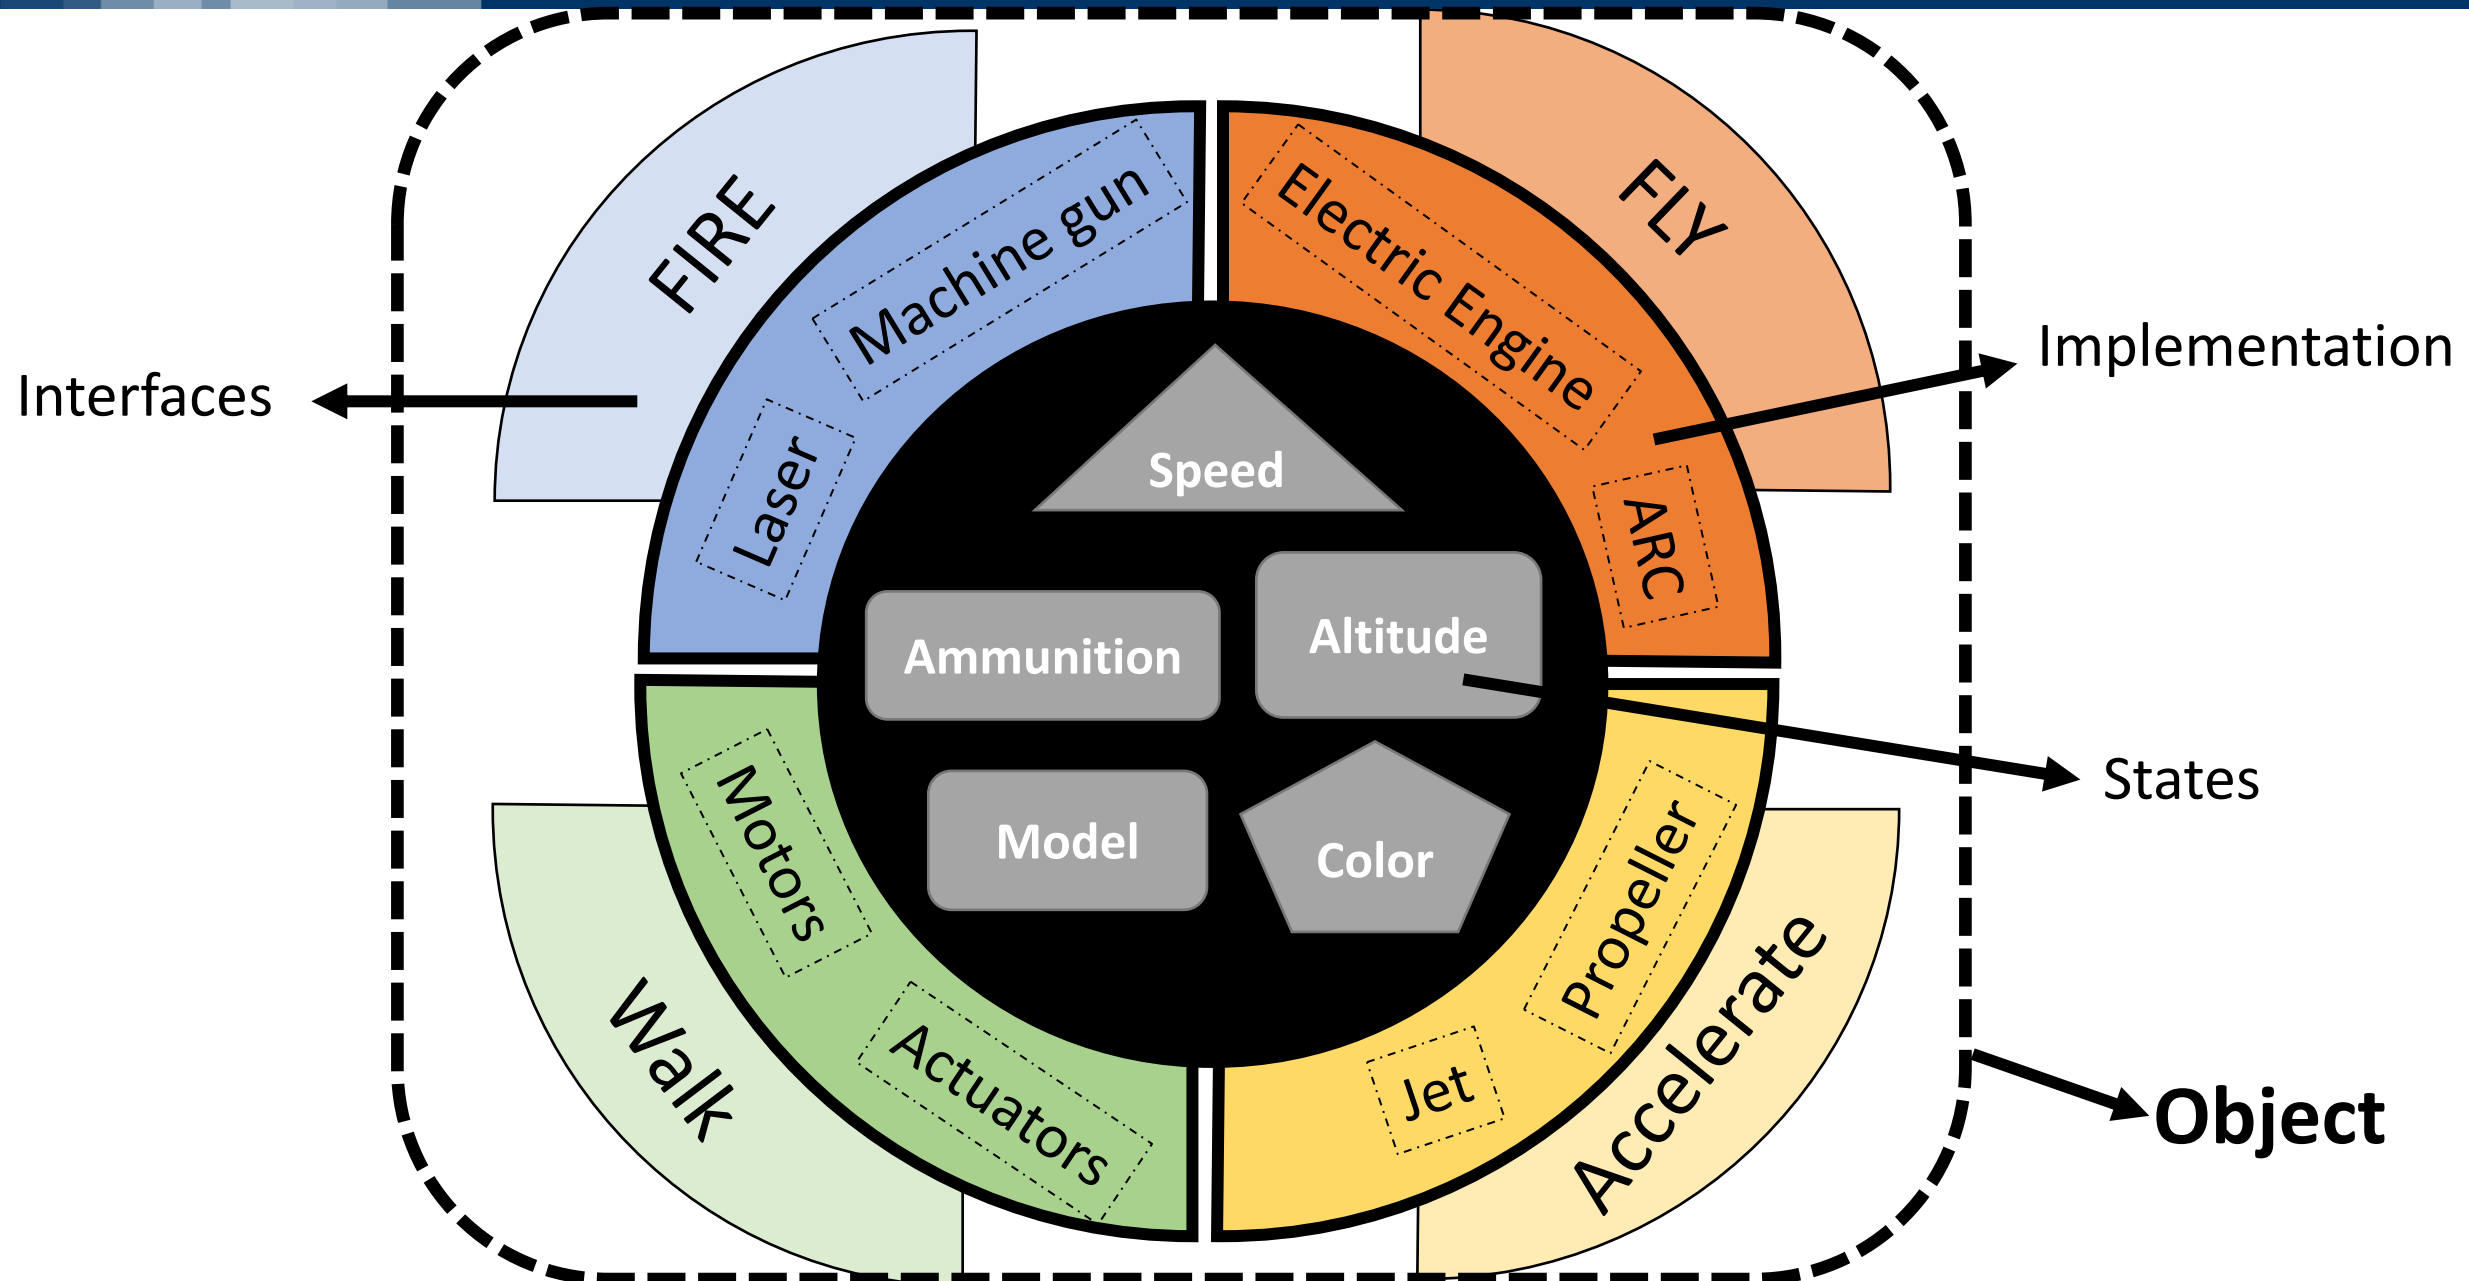 FIRE
FLY
Machine gun
Electric Engine
Interfaces
Implementation
Laser
Speed
ARC
Ammunition
Altitude
States
Motors
Model
Color
Propeller
Walk
Actuators
Jet
Accelerate
Object